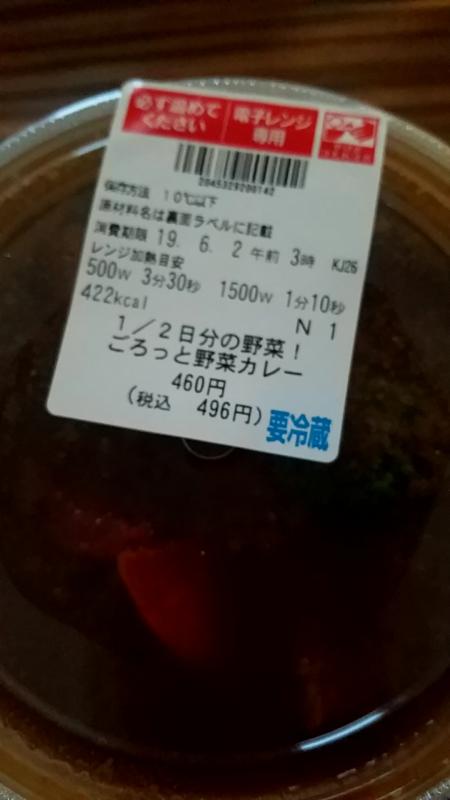 必ず温めて
ください
電子レンジ
専用
保存方法 10℃以下
原材料名は裏面ラベルに記載
消費期限 19. 6. 2 午前 3時 KJ26
レンジ加熱目安
500W 3分30秒 1500W 1分10秒
422kcal N 1
1/2日分の野菜!
ごろっと野菜カレー
460円
(税込 496円)
要冷蔵